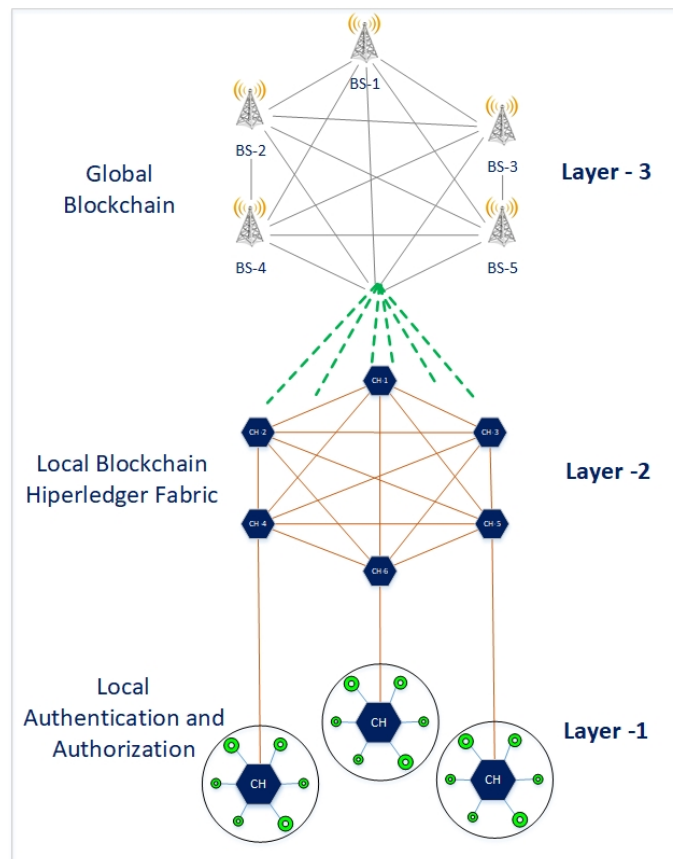 BS-1
BS-2
BS-3
Global
Blockchain
Layer - 3
BS-4
BS-5
CH-1
CH-2
CH-3
Local Blockchain
Hiperledger Fabric
Layer -2
CH-4
CH-5
CH-6
Local
Authentication and
Authorization
Layer -1
CH
CH
CH